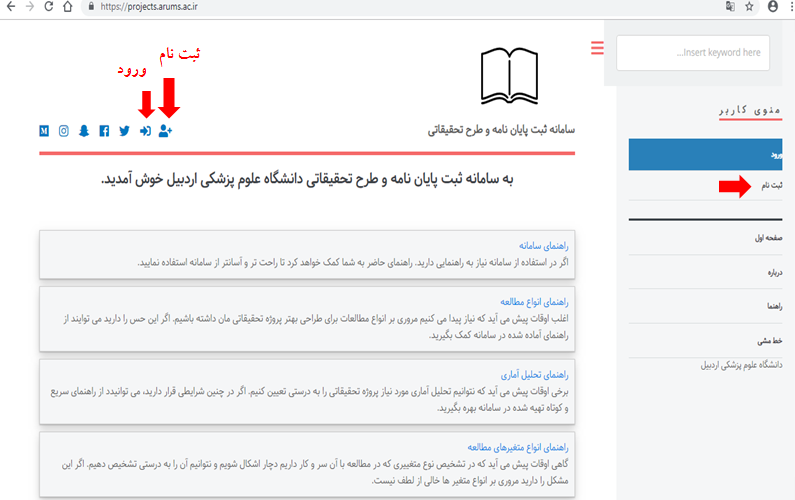 https://projects.arums.ac.ir
Insert keyword here...
ثبت نام
ورود
منوی کاربر
سامانه ثبت پایان نامه و طرح تحقیقاتی
ورود
به سامانه ثبت پایان نامه و طرح تحقیقاتی دانشگاه علوم پزشکی اردبیل خوش آمدید.
ثبت نام
صفحه اول
درباره
راهنما
خط مشی
دانشگاه علوم پزشکی اردبیل
راهنمای سامانه
اگر در استفاده از سامانه نیاز به راهنمایی دارید. راهنمای حاضر به شما کمک خواهد کرد تا راحت تر و آسانتر از سامانه استفاده نمایید.
راهنمای انواع مطالعه
اغلب اوقات پیش می آید که نیاز پیدا می کنیم مروری بر انواع مطالعات برای طراحی بهتر پروژه تحقیقاتی مان داشته باشیم. اگر این حس را دارید می توایند از
راهنمای آماده شده در سامانه کمک بگیرید.
راهنمای تحلیل آماری
برخی اوقات پیش می آید که نتوانیم تحلیل آماری مورد نیاز پروژه تحقیقاتی را به درستی تعیین کنیم. اگر در چنین شرایطی قرار دارید، می توانیدد از راهنمای سریع
و کوتاه تهیه شده در سامانه بهره بگیرید.
راهنمای انواع متغیرهای مطالعه
گاهی اوقات پیش می آید که در تشخیص نوع متغییری که در مطالعه با آن سر و کار داریم دچار اشکال شویم و نتوانیم آن را به درستی تشخیص دهیم. اگر این
مشکل را دارید مروری بر انواع متغیر ها خالی از لطف نیست.